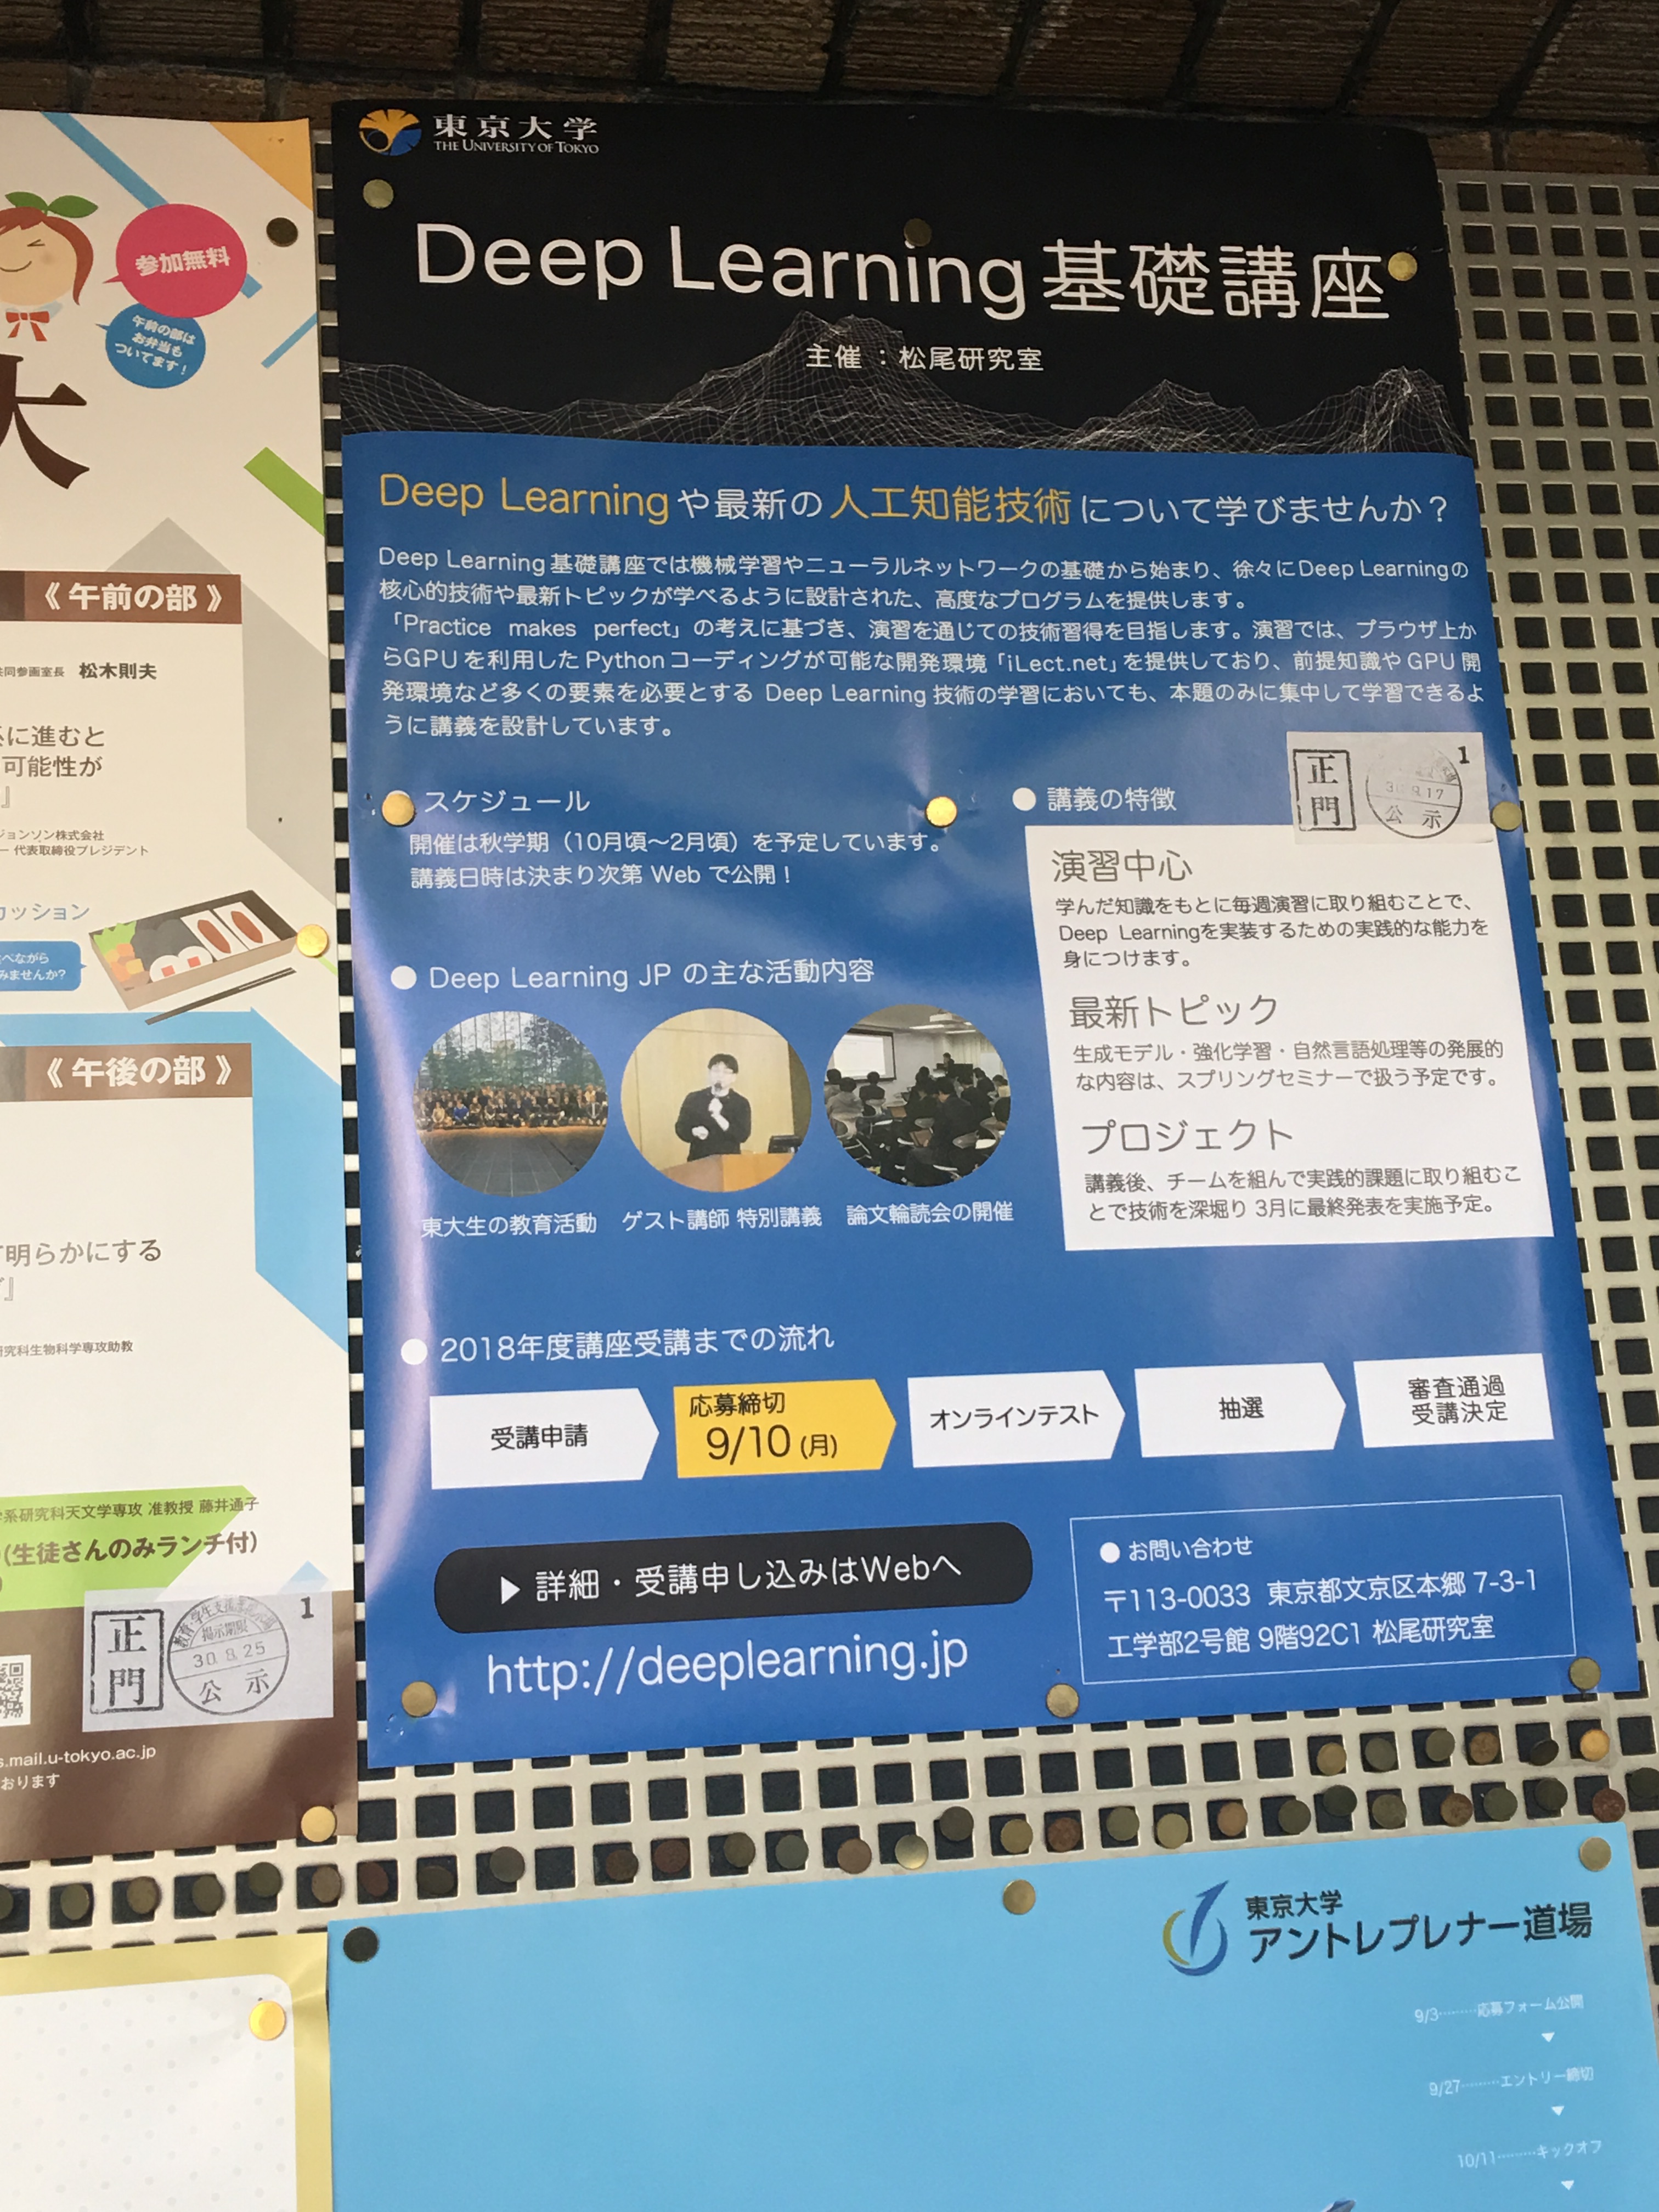 参加無料
午前の部は
お弁当も
ついてます！
大
《 午前の部 》
共同参画室長 松木則夫
に進むと
可能性が
』
ジョンソン株式会社
代表取締役プレジデント
カッション
べながら
みませんか?
《 午後の部 》
明らかにする
』
研究科生物科学専攻助教
学系研究科天文学専攻 准教授 藤井通子
(生徒さんのみランチ付)
正門
1
掲示期限
30.8.25
公示
s.mail.u-tokyo.ac.jp
おります
東京大学
THE UNIVERSITY OF TOKYO
Deep Learning基礎講座
主催 ：松尾研究室
Deep Learningや最新の人工知能技術について学びませんか？
Deep Learning基礎講座では機械学習やニューラルネットワークの基礎から始まり、徐々にDeep Learningの
核心的技術や最新トピックが学べるように設計された、高度なプログラムを提供します。
「Practice makes perfect」の考えに基づき、演習を通じての技術習得を目指します。演習では、ブラウザ上か
らGPUを利用したPythonコーディングが可能な開発環境「iLect.net」を提供しており、前提知識やGPU開
発環境など多くの要素を必要とする Deep Learning 技術の学習においても、本題のみに集中して学習できるよ
うに講義を設計しています。
正門
1
30.9.17
公示
● スケジュール
開催は秋学期（10月頃〜2月頃）を予定しています。
講義日時は決まり次第 Web で公開！
● Deep Learning JP の主な活動内容
東大生の教育活動
ゲスト講師 特別講義
論文輪読会の開催
● 講義の特徴
演習中心
学んだ知識をもとに毎週演習に取り組むことで、
Deep Learningを実装するための実践的な能力を
身につけます。
最新トピック
生成モデル・強化学習・自然言語処理等の発展的
な内容は、スプリングセミナーで扱う予定です。
プロジェクト
講義後、チームを組んで実践的課題に取り組むこ
とで技術を深堀り 3月に最終発表を実施予定。
● 2018年度講座受講までの流れ
受講申請
応募締切
9/10 (月)
オンラインテスト
抽選
審査通過
受講決定
▶ 詳細・受講申し込みはWebへ
http://deeplearning.jp
● お問い合わせ
〒113-0033 東京都文京区本郷 7-3-1
工学部2号館 9階92C1 松尾研究室
東京大学
アントレプレナー道場
9/3………応募フォーム公開
9/27………エントリー締切
10/11………キックオフ